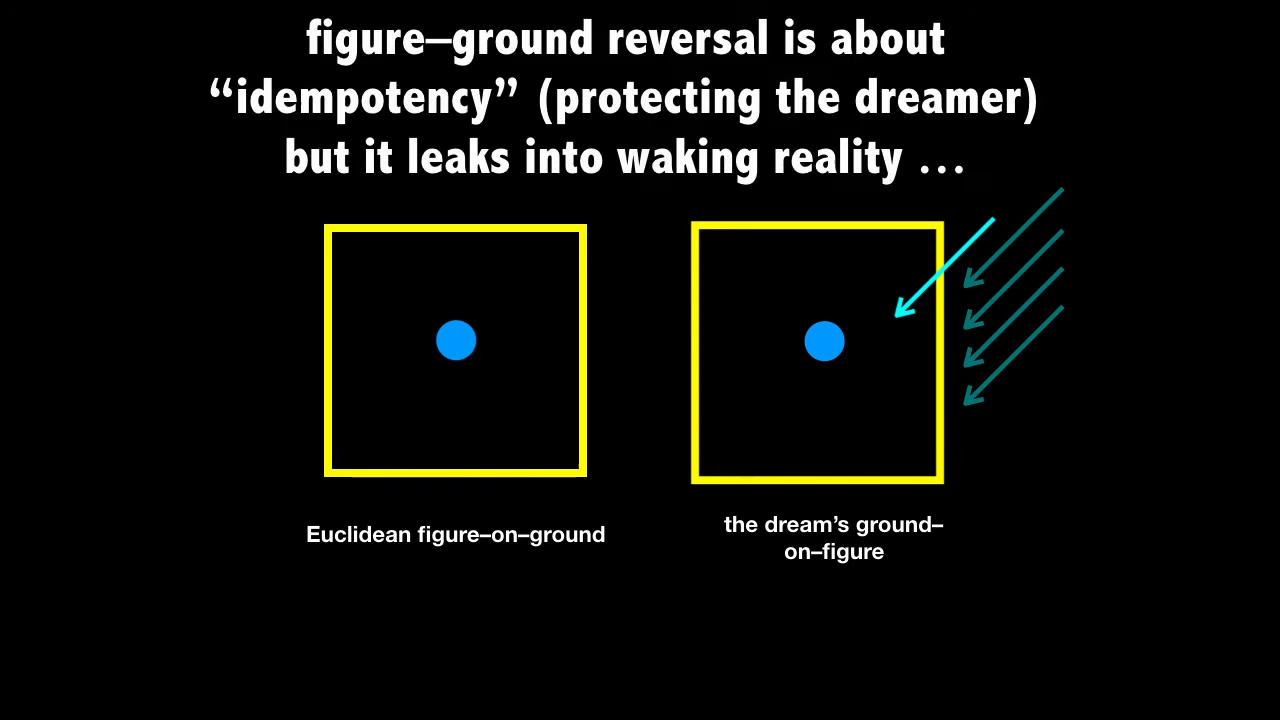 figure–ground reversal is about
“idempotency” (protecting the dreamer)
but it leaks into waking reality …
Euclidean figure–on–ground
the dream’s ground–
on–figure